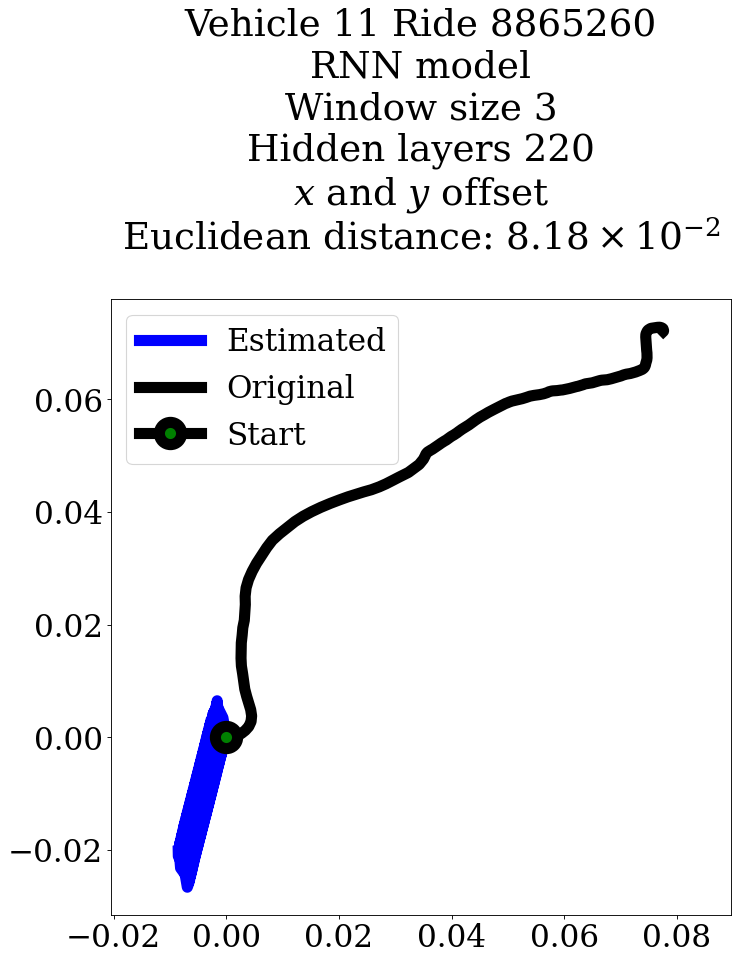 Vehicle 11 Ride 8865260
RNN model
Window size 3
Hidden layers 220
x and y offset
Euclidean distance: 8.18 × 10⁻²
Estimated
Original
Start
0.06
0.04
0.02
0.00
−0.02
−0.02 0.00 0.02 0.04 0.06 0.08